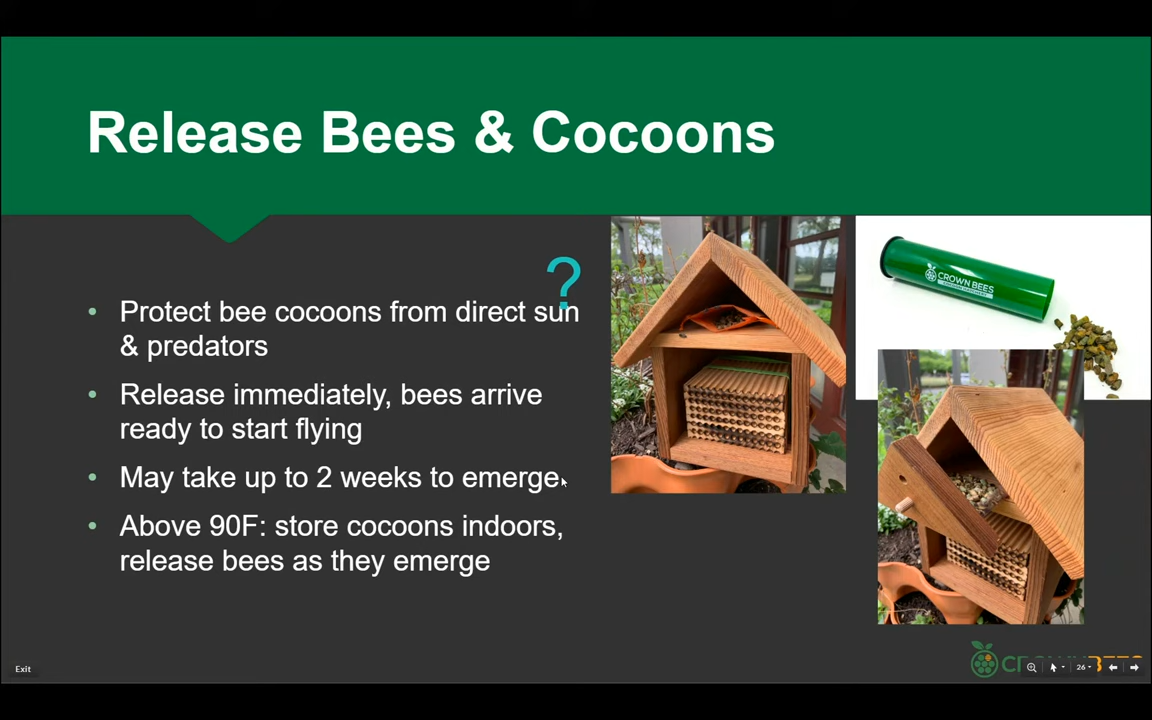 Release Bees & Cocoons
?
• Protect bee cocoons from direct sun
& predators
• Release immediately, bees arrive
ready to start flying
• May take up to 2 weeks to emerge
• Above 90F: store cocoons indoors,
release bees as they emerge
CROWN BEES
Exit
26